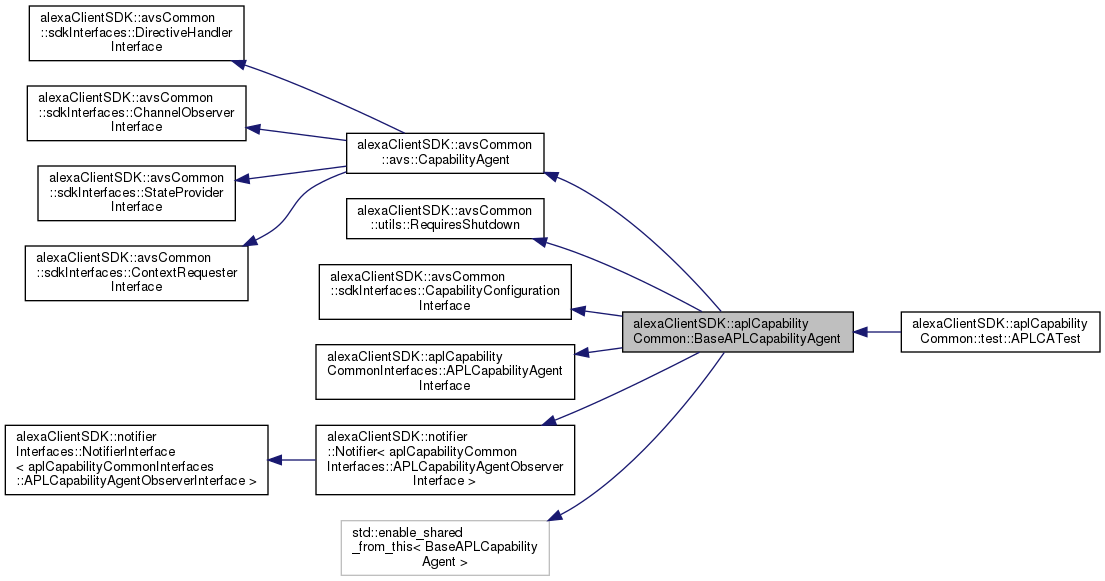 alexaClientSDK::avsCommon
::sdkInterfaces::DirectiveHandler
Interface
alexaClientSDK::avsCommon
::sdkInterfaces::ChannelObserver
Interface
alexaClientSDK::avsCommon
::sdkInterfaces::StateProvider
Interface
alexaClientSDK::avsCommon
::sdkInterfaces::ContextRequester
Interface
alexaClientSDK::avsCommon
::avs::CapabilityAgent
alexaClientSDK::avsCommon
::utils::RequiresShutdown
alexaClientSDK::avsCommon
::sdkInterfaces::CapabilityConfiguration
Interface
alexaClientSDK::aplCapability
CommonInterfaces::APLCapabilityAgent
Interface
alexaClientSDK::notifier
Interfaces::NotifierInterface
< aplCapabilityCommonInterfaces
::APLCapabilityAgentObserverInterface >
alexaClientSDK::notifier
::Notifier< aplCapabilityCommon
Interfaces::APLCapabilityAgentObserver
Interface >
std::enable_shared
_from_this< BaseAPLCapability
Agent >
alexaClientSDK::aplCapability
Common::BaseAPLCapabilityAgent
alexaClientSDK::aplCapability
Common::test::APLCATest